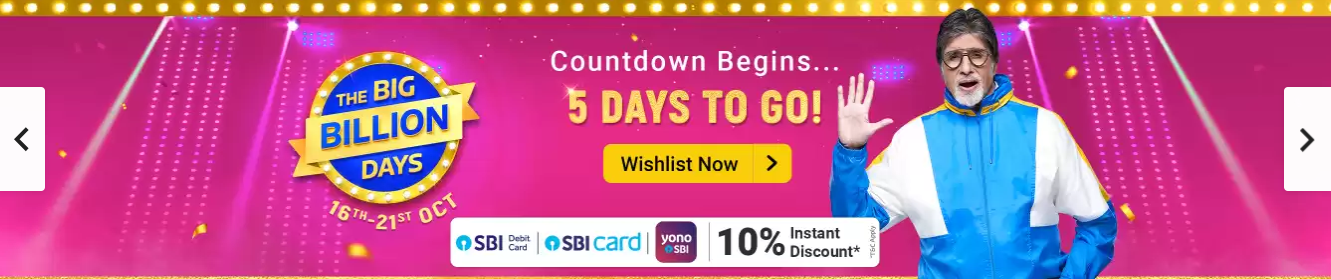 THE BIG
BILLION
DAYS
16TH-21ST OCT
Countdown Begins...
5 DAYS TO GO!
Wishlist Now
SBI Debit Card
SBI card
yono
SBI
10% Instant Discount*
*T&C Apply